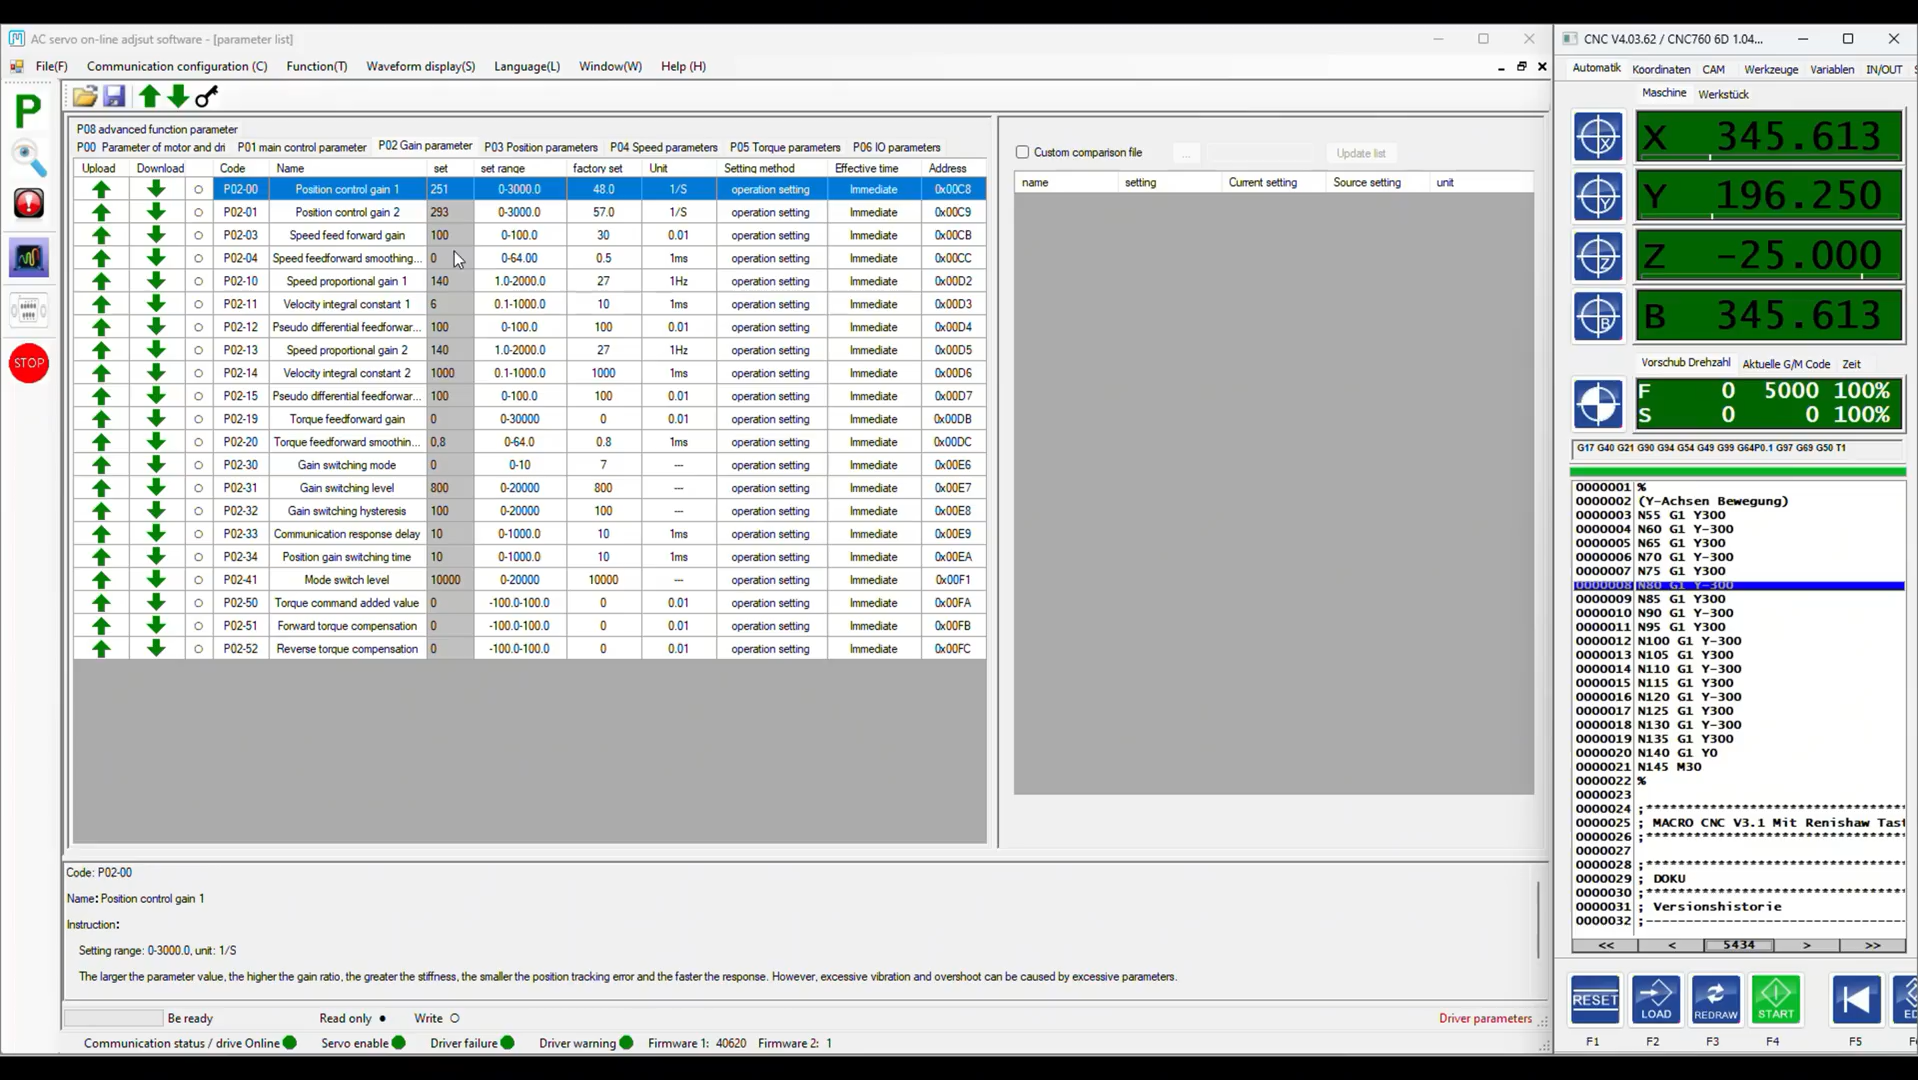 AC servo on-line adjsut software - [parameter list]
File(F) Communication configuration (C) Function(T) Waveform display(S) Language(L) Window(W) Help (H)
P
STOP
P08 advanced function parameter
P00 Parameter of motor and dri P01 main control parameter P02 Gain parameter P03 Position parameters P04 Speed parameters P05 Torque parameters P06 IO parameters
Upload Download Code Name set set range factory set Unit Setting method Effective time Address
P02-00 Position control gain 1 251 0-3000.0 48.0 1/S operation setting Immediate 0x00C8
P02-01 Position control gain 2 293 0-3000.0 57.0 1/S operation setting Immediate 0x00C9
P02-03 Speed feed forward gain 100 0-100.0 30 0.01 operation setting Immediate 0x00CB
P02-04 Speed feedforward smoothing... 0 0-64.00 0.5 1ms operation setting Immediate 0x00CC
P02-10 Speed proportional gain 1 140 1.0-2000.0 27 1Hz operation setting Immediate 0x00D2
P02-11 Velocity integral constant 1 6 0.1-1000.0 10 1ms operation setting Immediate 0x00D3
P02-12 Pseudo differential feedforwar... 100 0-100.0 100 0.01 operation setting Immediate 0x00D4
P02-13 Speed proportional gain 2 140 1.0-2000.0 27 1Hz operation setting Immediate 0x00D5
P02-14 Velocity integral constant 2 1000 0.1-1000.0 1000 1ms operation setting Immediate 0x00D6
P02-15 Pseudo differential feedforwar... 100 0-100.0 100 0.01 operation setting Immediate 0x00D7
P02-19 Torque feedforward gain 0 0-30000 0 0.01 operation setting Immediate 0x00DB
P02-20 Torque feedforward smoothin... 0,8 0-64.0 0.8 1ms operation setting Immediate 0x00DC
P02-30 Gain switching mode 0 0-10 7 --- operation setting Immediate 0x00E6
P02-31 Gain switching level 800 0-20000 800 --- operation setting Immediate 0x00E7
P02-32 Gain switching hysteresis 100 0-20000 100 --- operation setting Immediate 0x00E8
P02-33 Communication response delay 10 0-1000.0 10 1ms operation setting Immediate 0x00E9
P02-34 Position gain switching time 10 0-1000.0 10 1ms operation setting Immediate 0x00EA
P02-41 Mode switch level 10000 0-20000 10000 --- operation setting Immediate 0x00F1
P02-50 Torque command added value 0 -100.0-100.0 0 0.01 operation setting Immediate 0x00FA
P02-51 Forward torque compensation 0 -100.0-100.0 0 0.01 operation setting Immediate 0x00FB
P02-52 Reverse torque compensation 0 -100.0-100.0 0 0.01 operation setting Immediate 0x00FC
Custom comparison file ... Update list
name setting Current setting Source setting unit
Code: P02-00
Name: Position control gain 1
Instruction:
Setting range: 0-3000.0, unit: 1/S
The larger the parameter value, the higher the gain ratio, the greater the stiffness, the smaller the position tracking error and the faster the response. However, excessive vibration and overshoot can be caused by excessive parameters.
Be ready Read only Write Driver parameters
Communication status / drive Online Servo enable Driver failure Driver warning Firmware 1: 40620 Firmware 2: 1
CNC V4.03.62 / CNC760 6D 1.04...
Automatik Koordinaten CAM Werkzeuge Variablen IN/OUT
Maschine Werkstück
X 345.613
Y 196.250
Z -25.000
B 345.613
Vorschub Drehzahl Aktuelle G/M Code Zeit
F 0 5000 100%
S 0 0 100%
G17 G40 G21 G90 G94 G54 G49 G99 G64P0.1 G97 G69 G50 T1
0000001 %
0000002 (Y-Achsen Bewegung)
0000003 N55 G1 Y300
0000004 N60 G1 Y-300
0000005 N65 G1 Y300
0000006 N70 G1 Y-300
0000007 N75 G1 Y300
0000008 N80 G1 Y-300
0000009 N85 G1 Y300
0000010 N90 G1 Y-300
0000011 N95 G1 Y300
0000012 N100 G1 Y-300
0000013 N105 G1 Y300
0000014 N110 G1 Y-300
0000015 N115 G1 Y300
0000016 N120 G1 Y-300
0000017 N125 G1 Y300
0000018 N130 G1 Y-300
0000019 N135 G1 Y300
0000020 N140 G1 Y0
0000021 N145 M30
0000022 %
0000023
0000024 ;***********************************
0000025 ; MACRO CNC V3.1 Mit Renishaw Tas
0000026 ;***********************************
0000027
0000028 ;***********************************
0000029 ; DOKU
0000030 ;***********************************
0000031 ; Versionshistorie
0000032 ;-----------------------------------
<< < 5434 > >>
RESET LOAD REDRAW START
F1 F2 F3 F4 F5